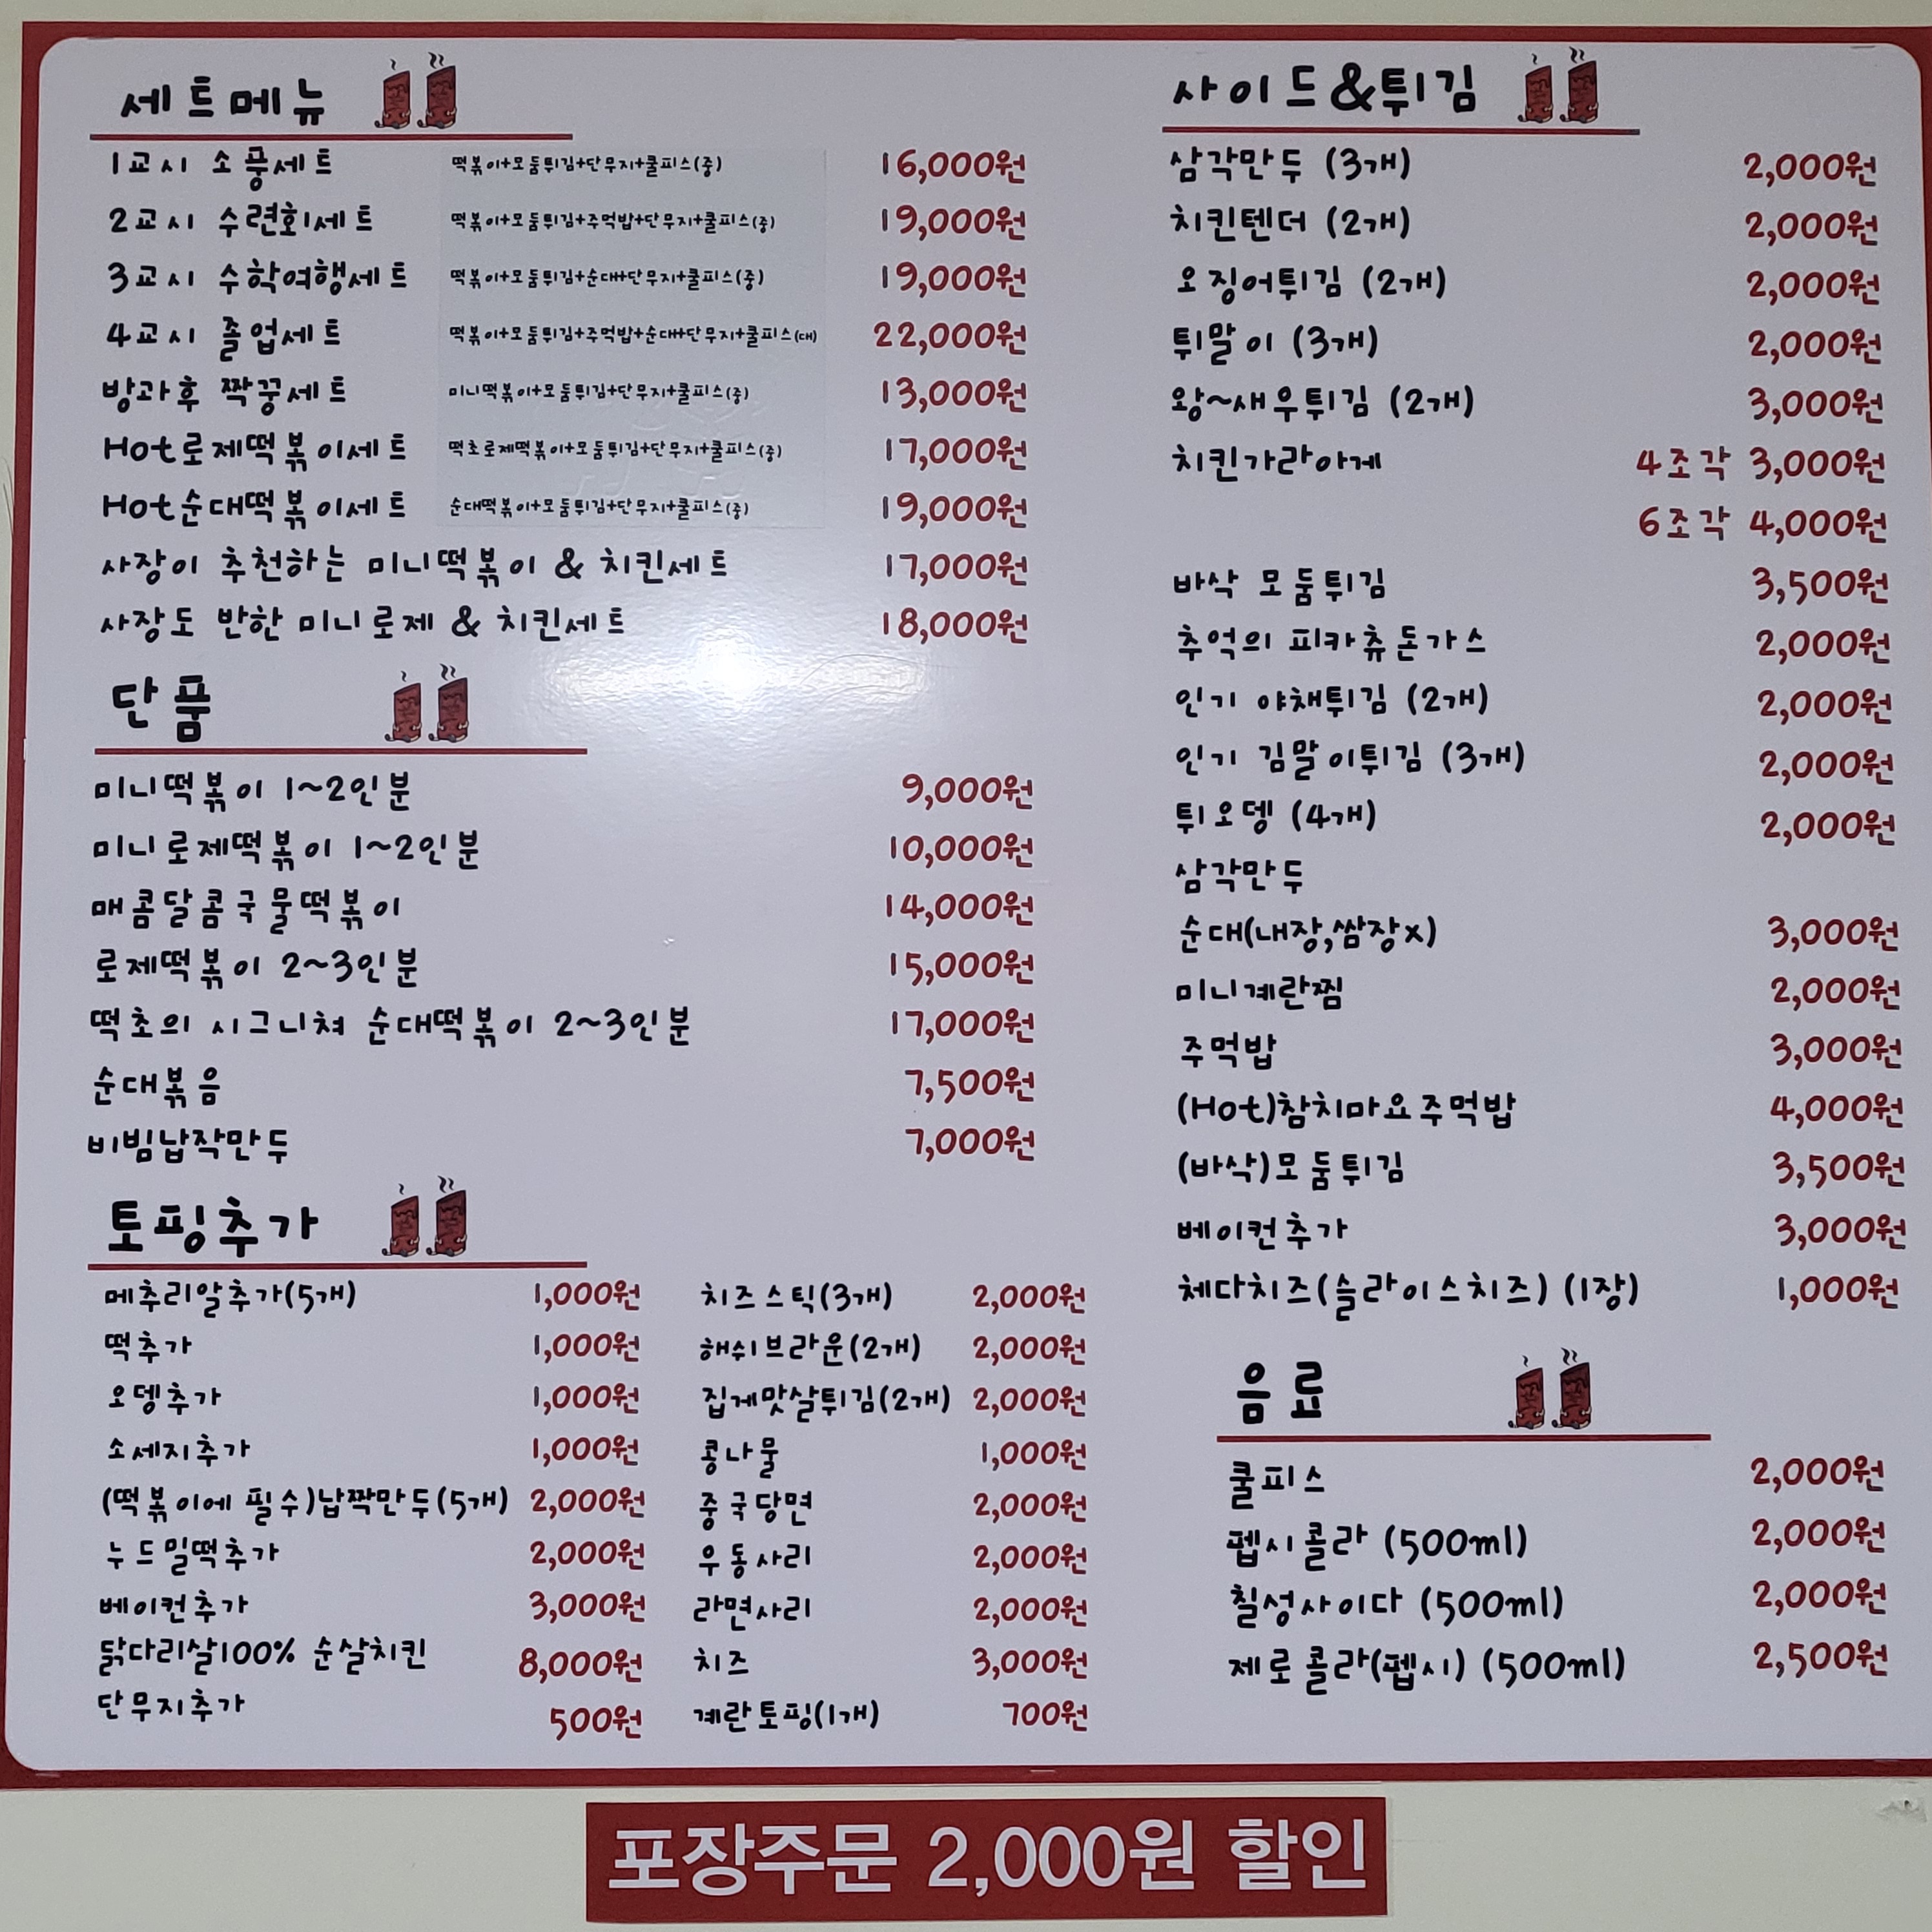 세트메뉴
1교시 소풍세트 떡볶이+모둠튀김+단무지+쿨피스(중) 16,000원
2교시 수련회세트 떡볶이+모둠튀김+주먹밥+단무지+쿨피스(중) 19,000원
3교시 수학여행세트 떡볶이+모둠튀김+순대+단무지+쿨피스(중) 19,000원
4교시 졸업세트 떡볶이+모둠튀김+주먹밥+순대+단무지+쿨피스(대) 22,000원
방과후 짝꿍세트 미니떡볶이+모둠튀김+단무지+쿨피스(중) 13,000원
Hot로제떡볶이세트 떡초로제떡볶이+모둠튀김+단무지+쿨피스(중) 17,000원
Hot순대떡볶이세트 순대떡볶이+모둠튀김+단무지+쿨피스(중) 19,000원
사장이 추천하는 미니떡볶이 & 치킨세트 17,000원
사장도 반한 미니로제 & 치킨세트 18,000원
단품
미니떡볶이 1~2인분 9,000원
미니로제떡볶이 1~2인분 10,000원
매콤달콤국물떡볶이 14,000원
로제떡볶이 2~3인분 15,000원
떡초의 시그니쳐 순대떡볶이 2~3인분 17,000원
순대볶음 7,500원
비빔납작만두 7,000원
토핑추가
메추리알추가(5개) 1,000원
떡추가 1,000원
오뎅추가 1,000원
소세지추가 1,000원
(떡볶이에 필수)납짝만두(5개) 2,000원
누드밀떡추가 2,000원
베이컨추가 3,000원
닭다리살100% 순살치킨 8,000원
단무지추가 500원
치즈스틱(3개) 2,000원
해쉬브라운(2개) 2,000원
집게맛살튀김(2개) 2,000원
콩나물 1,000원
중국당면 2,000원
우동사리 2,000원
라면사리 2,000원
치즈 3,000원
계란토핑(1개) 700원
사이드&튀김
삼각만두 (3개) 2,000원
치킨텐더 (2개) 2,000원
오징어튀김 (2개) 2,000원
튀말이 (3개) 2,000원
왕~새우튀김 (2개) 3,000원
치킨가라아게 4조각 3,000원
6조각 4,000원
바삭 모둠튀김 3,500원
추억의 피카츄돈가스 2,000원
인기 야채튀김 (2개) 2,000원
인기 김말이튀김 (3개) 2,000원
튀오뎅 (4개) 2,000원
삼각만두
순대(내장,쌈장x) 3,000원
미니계란찜 2,000원
주먹밥 3,000원
(Hot)참치마요주먹밥 4,000원
(바삭)모둠튀김 3,500원
베이컨추가 3,000원
체다치즈(슬라이스치즈) (1장) 1,000원
음료
쿨피스 2,000원
펩시콜라 (500ml) 2,000원
칠성사이다 (500ml) 2,000원
제로콜라(펩시) (500ml) 2,500원
포장주문 2,000원 할인